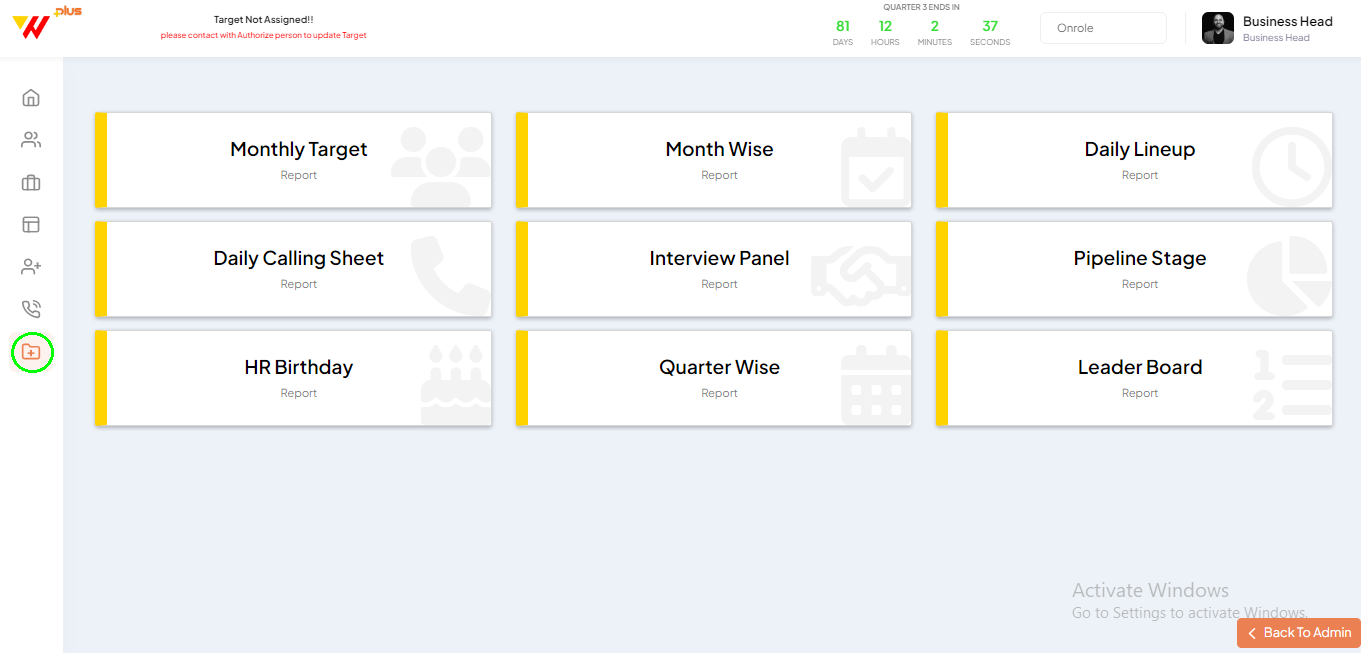 plus
Target Not Assigned!!
please contact with Authorize person to update Target
QUARTER 3 ENDS IN
81 12 2 37
DAYS HOURS MINUTES SECONDS
Onrole
Business Head
Business Head
Monthly Target
Report
Month Wise
Report
Daily Lineup
Report
Daily Calling Sheet
Report
Interview Panel
Report
Pipeline Stage
Report
HR Birthday
Report
Quarter Wise
Report
Leader Board
Report
1
2
Activate Windows
Go to Settings to activate Windows.
Back To Admin